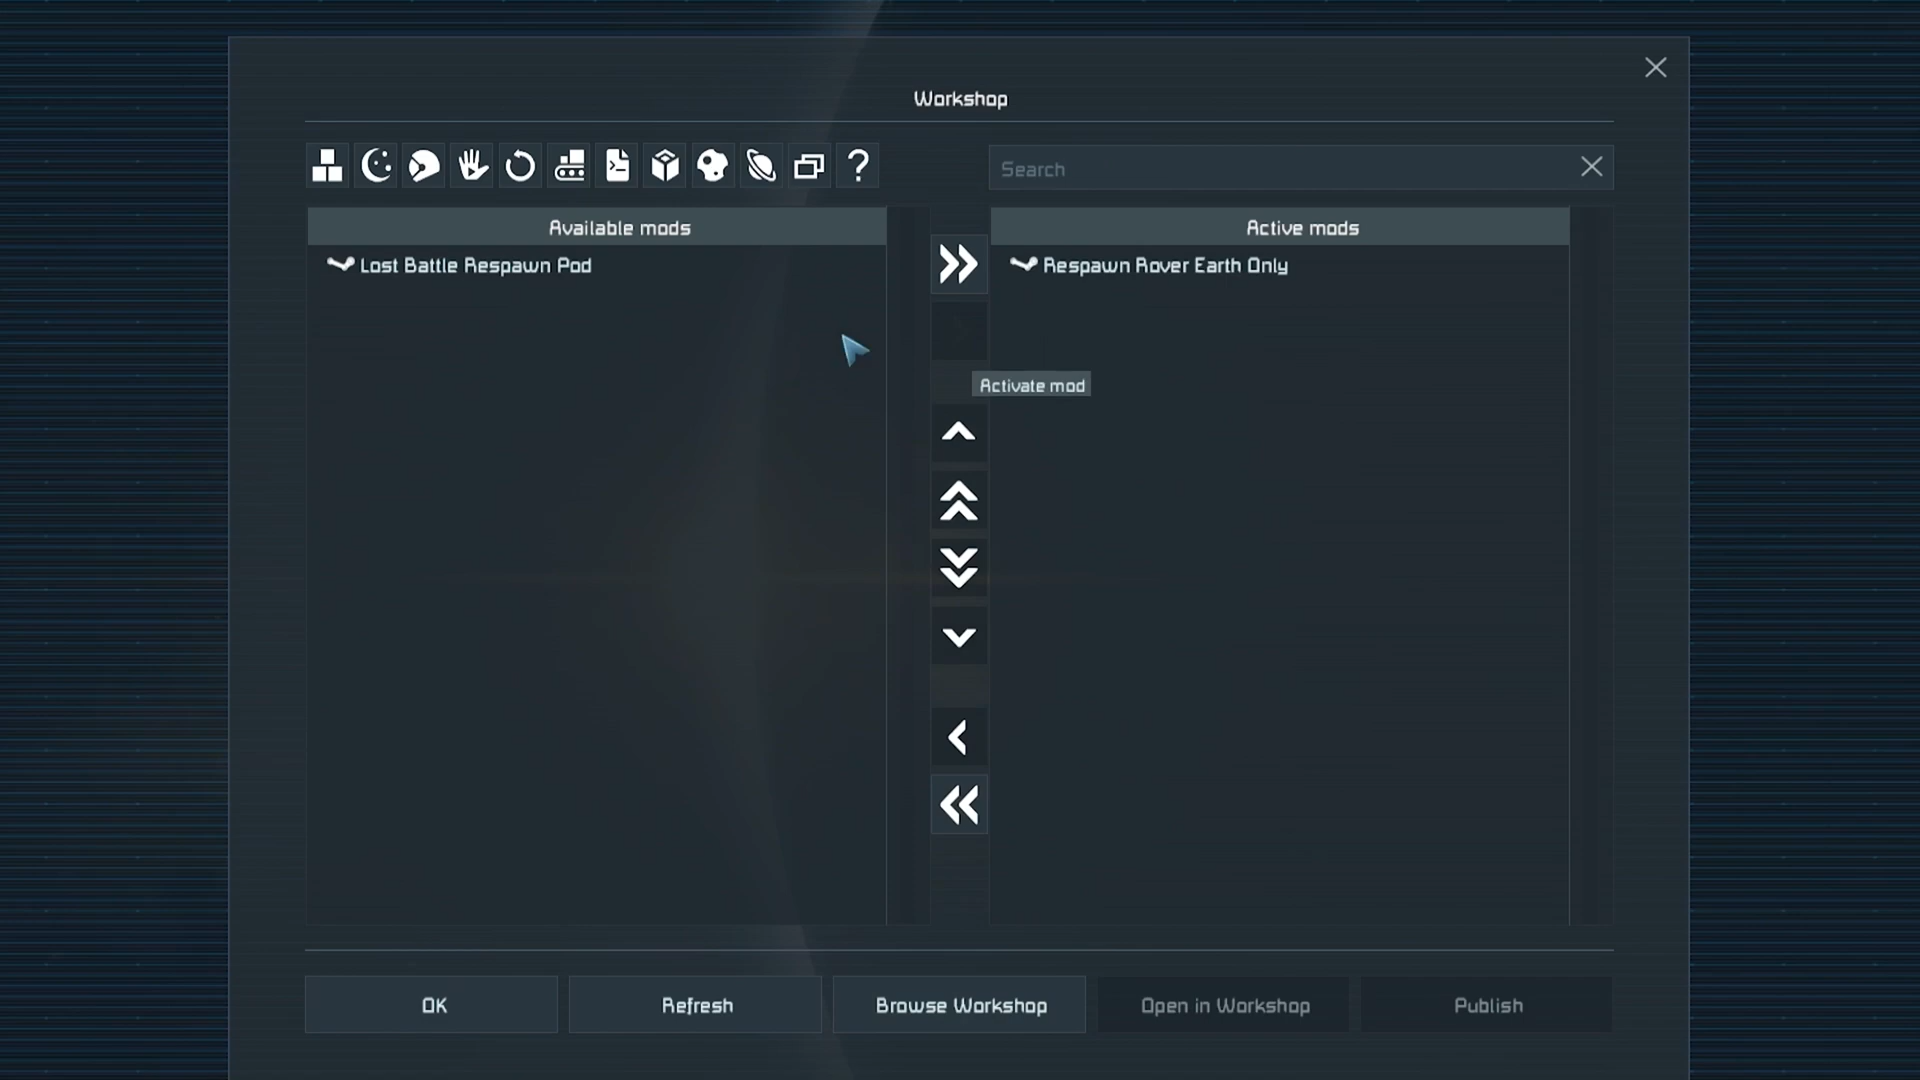 Workshop
Search
Available mods
Active mods
Lost Battle Respawn Pod
Respawn Rover Earth Only
Activate mod
OK
Refresh
Browse Workshop
Open in Workshop
Publish